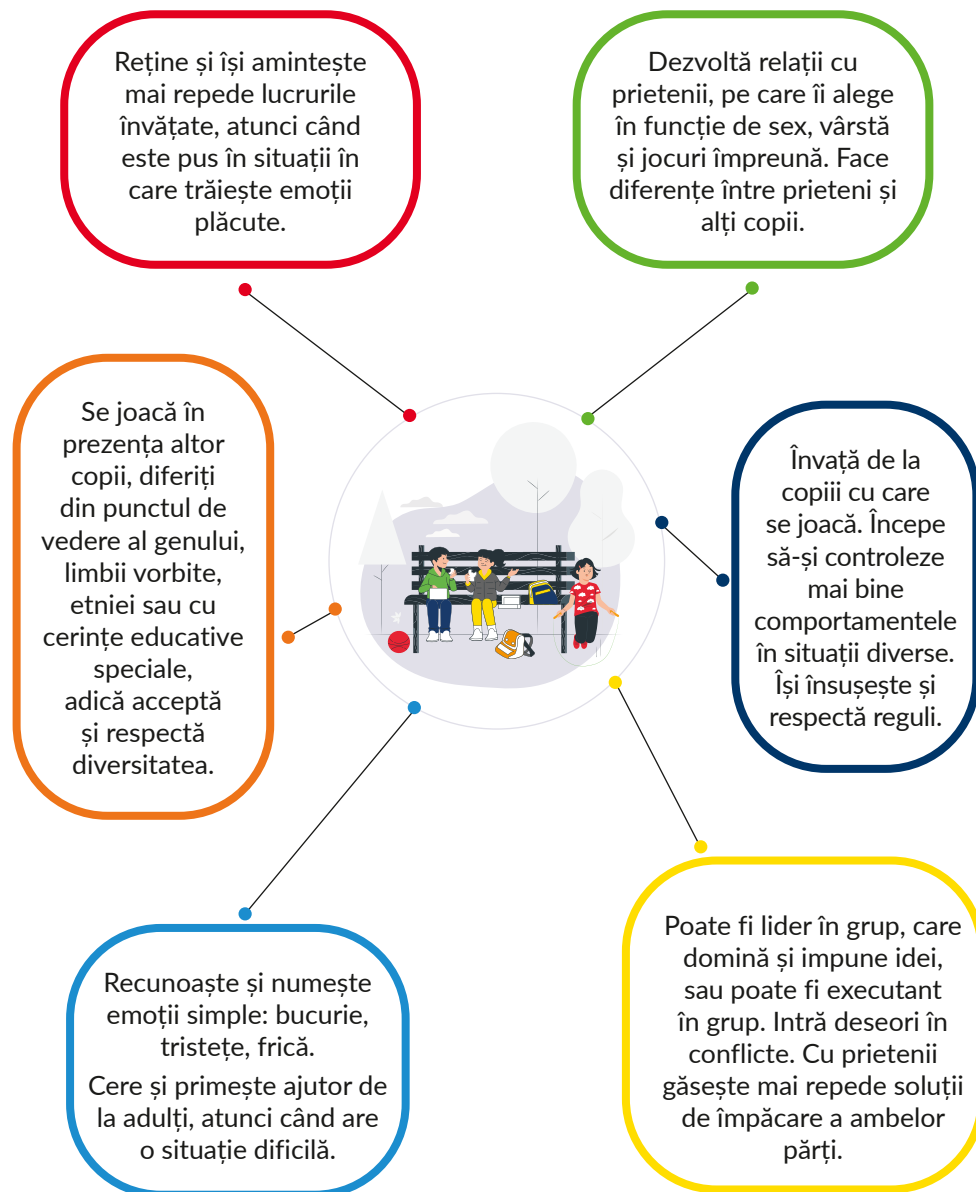 Reține și își amintește
mai repede lucrurile
învățate, atunci când
este pus în situații în
care trăiește emoții
plăcute.
Dezvoltă relații cu
prietenii, pe care îi alege
în funcție de sex, vârstă
și jocuri împreună. Face
diferențe între prieteni și
alți copii.
Se joacă în
prezența altor
copii, diferiți
din punctul de
vedere al genului,
limbii vorbite,
etniei sau cu
cerințe educative
speciale,
adică acceptă
și respectă
diversitatea.
Învață de la
copiii cu care
se joacă. Începe
să-și controleze
mai bine
comportamentele
în situații diverse.
Își însușește și
respectă reguli.
Recunoaște și numește
emoții simple: bucurie,
tristețe, frică.
Cere și primește ajutor de
la adulți, atunci când are
o situație dificilă.
Poate fi lider în grup, care
domină și impune idei,
sau poate fi executant
în grup. Intră deseori în
conflicte. Cu prietenii
găsește mai repede soluții
de împăcare a ambelor
părți.